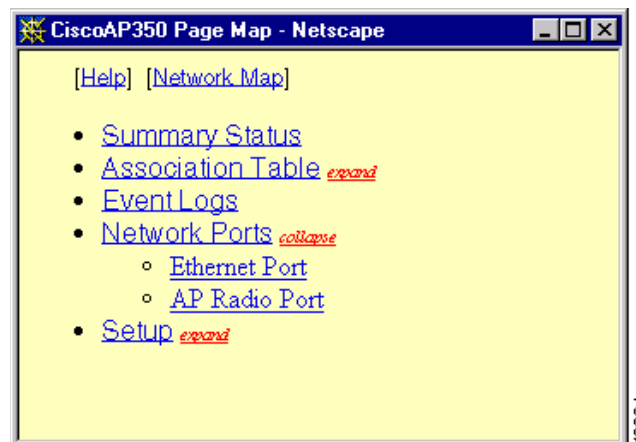 CiscoAP350 Page Map - Netscape
[Help] [Network Map]
Summary Status
Association Table expand
Event Logs
Network Ports collapse
Ethernet Port
AP Radio Port
Setup expand